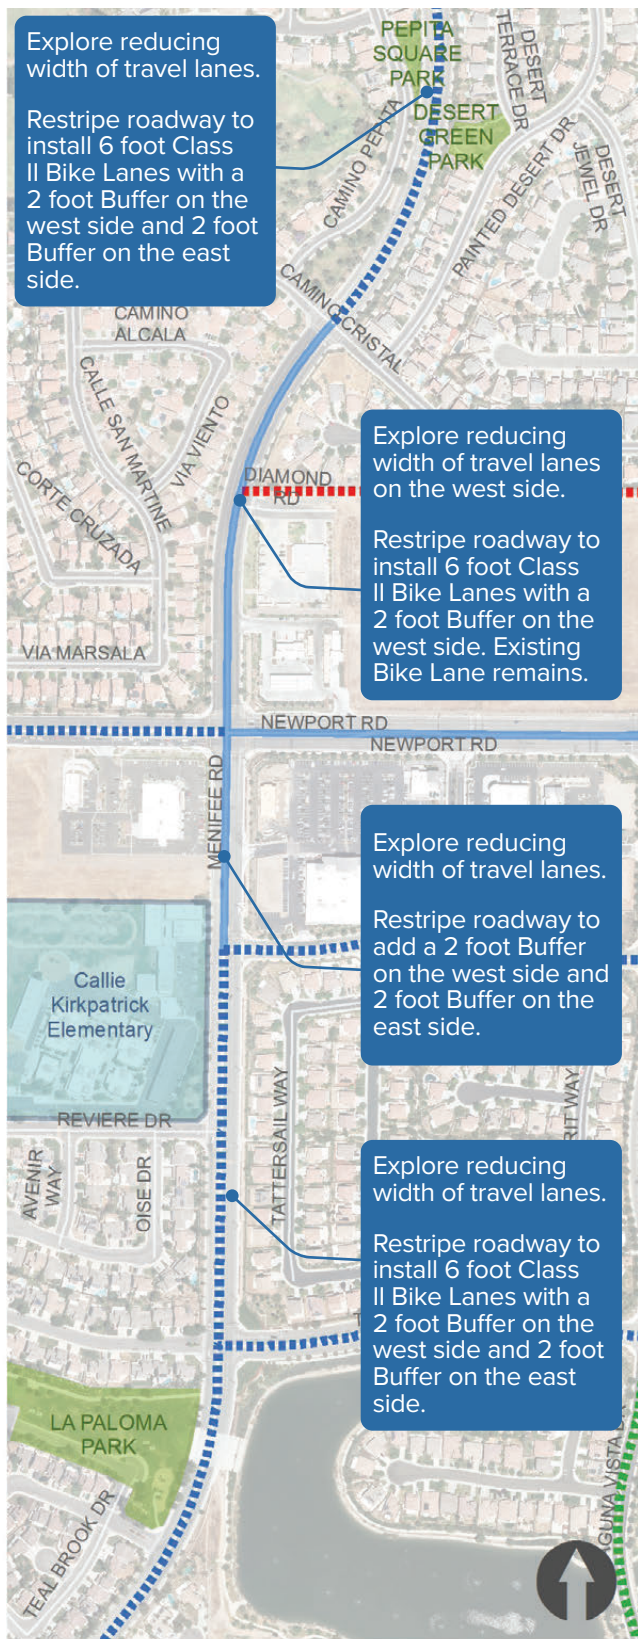 Explore reducing
width of travel lanes.
Restripe roadway to
install 6 foot Class
II Bike Lanes with a
2 foot Buffer on the
west side and 2 foot
Buffer on the east
side.
PEPITA
SQUARE
PARK
DESERT
GREEN
PARK
DESERT
TERRACE DR
DESERT
JEWEL DR
PAINTED DESERT DR
CAMINO PEPITA
CAMINO CRISTAL
CAMINO
ALCALA
CALLE SAN MARTINE
VIA VIENTO
CORTE CRUZADA
VIA MARSALA
DIAMOND
RD
Explore reducing
width of travel lanes
on the west side.
Restripe roadway to
install 6 foot Class
II Bike Lanes with a
2 foot Buffer on the
west side. Existing
Bike Lane remains.
NEWPORT RD
NEWPORT RD
MENIFEE RD
Explore reducing
width of travel lanes.
Restripe roadway to
add a 2 foot Buffer
on the west side and
2 foot Buffer on the
east side.
Callie
Kirkpatrick
Elementary
REVIERE DR
AVENIR
WAY
OISE DR
TATTERSAIL WAY
WAY
Explore reducing
width of travel lanes.
Restripe roadway to
install 6 foot Class
II Bike Lanes with a
2 foot Buffer on the
west side and 2 foot
Buffer on the east
side.
LA PALOMA
PARK
TEAL BROOK DR